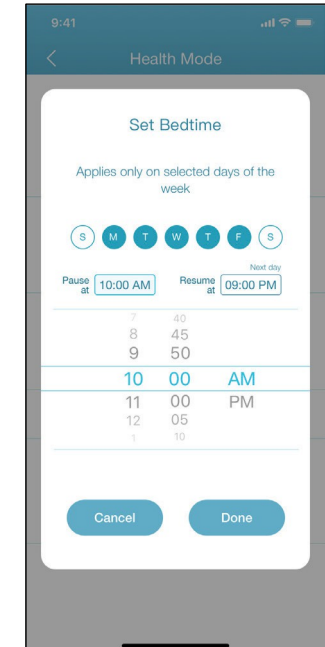 9:41
Health Mode
Set Bedtime
Applies only on selected days of the
week
S M T W T F S
Next day
Pause at 10:00 AM Resume at 09:00 PM
7 40
8 45
9 50
10 00 AM
11 00 PM
12 05
1 10
Cancel Done